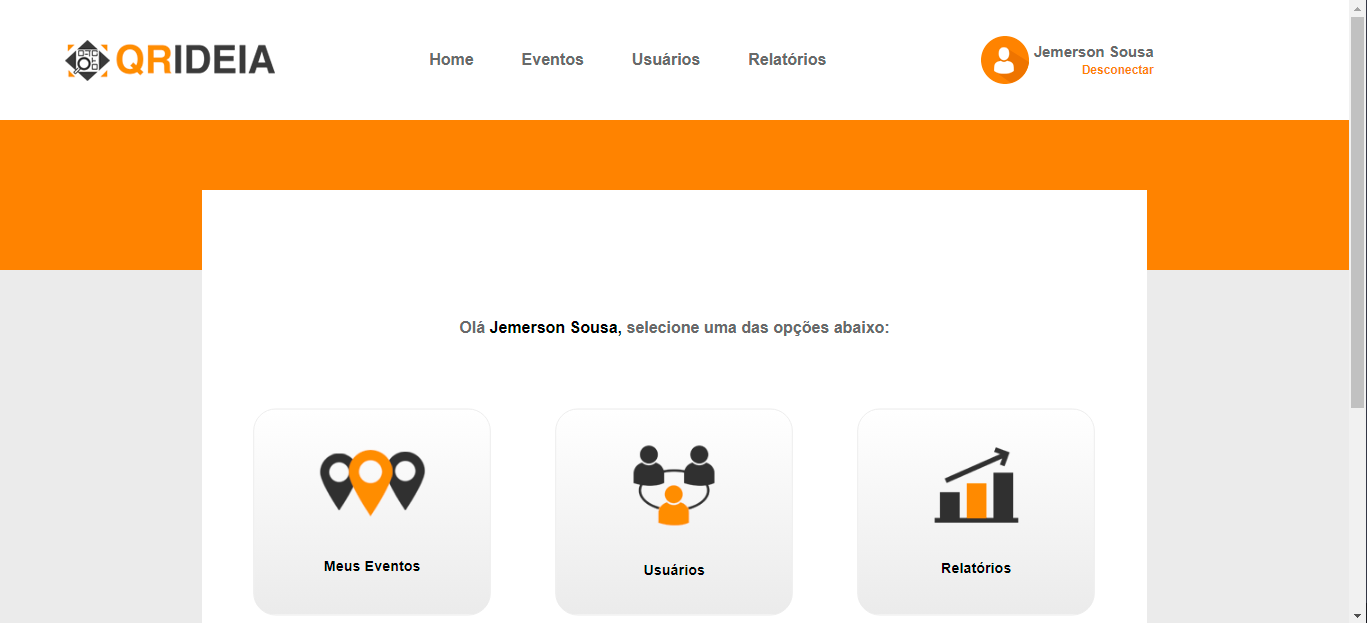 QRIDEIA
Home Eventos Usuários Relatórios
Jemerson Sousa
Desconectar
Olá Jemerson Sousa, selecione uma das opções abaixo:
Meus Eventos
Usuários
Relatórios